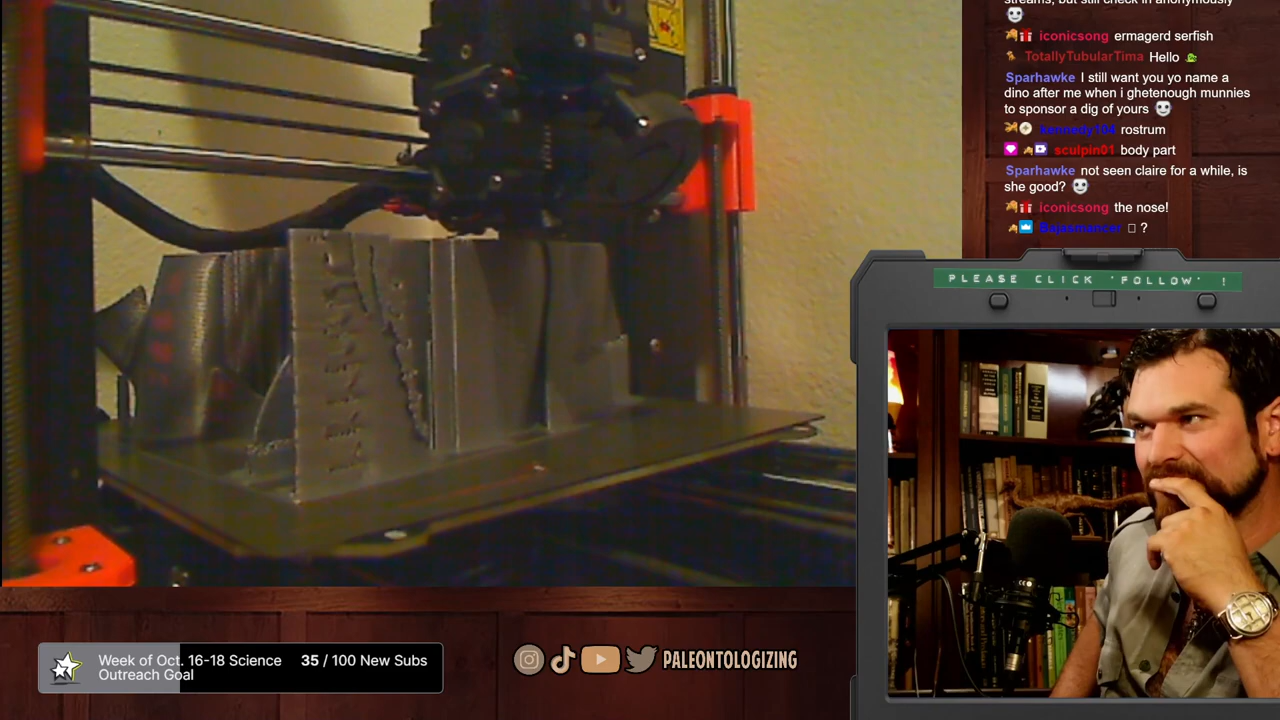 streams, but still check in anonymously
iconicsong ermagerd serfish
TotallyTubularTima Hello
Sparhawke I still want you yo name a
dino after me when i ghetenough munnies
to sponsor a dig of yours
kennedy164 rostrum
sculpin01 body part
Sparhawke not seen claire for a while, is
she good?
iconicsong the nose!
Bajasmancer ?
PLEASE CLICK 'FOLLOW' !
Week of Oct. 16-18 Science
Outreach Goal
35 / 100 New Subs
PALEONTOLOGIZING